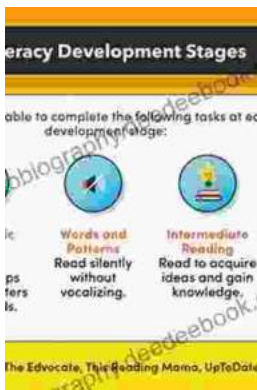 eracy Development Stages
able to complete the following tasks at ea
development stage:
ic
ps
ters
ls.
Words and
Patterns
Read silently
without
vocalizing.
Intermediate
Reading
Read to acquire
ideas and gain
knowledge.
The Edvocate, This Reading Mama, UpToDate